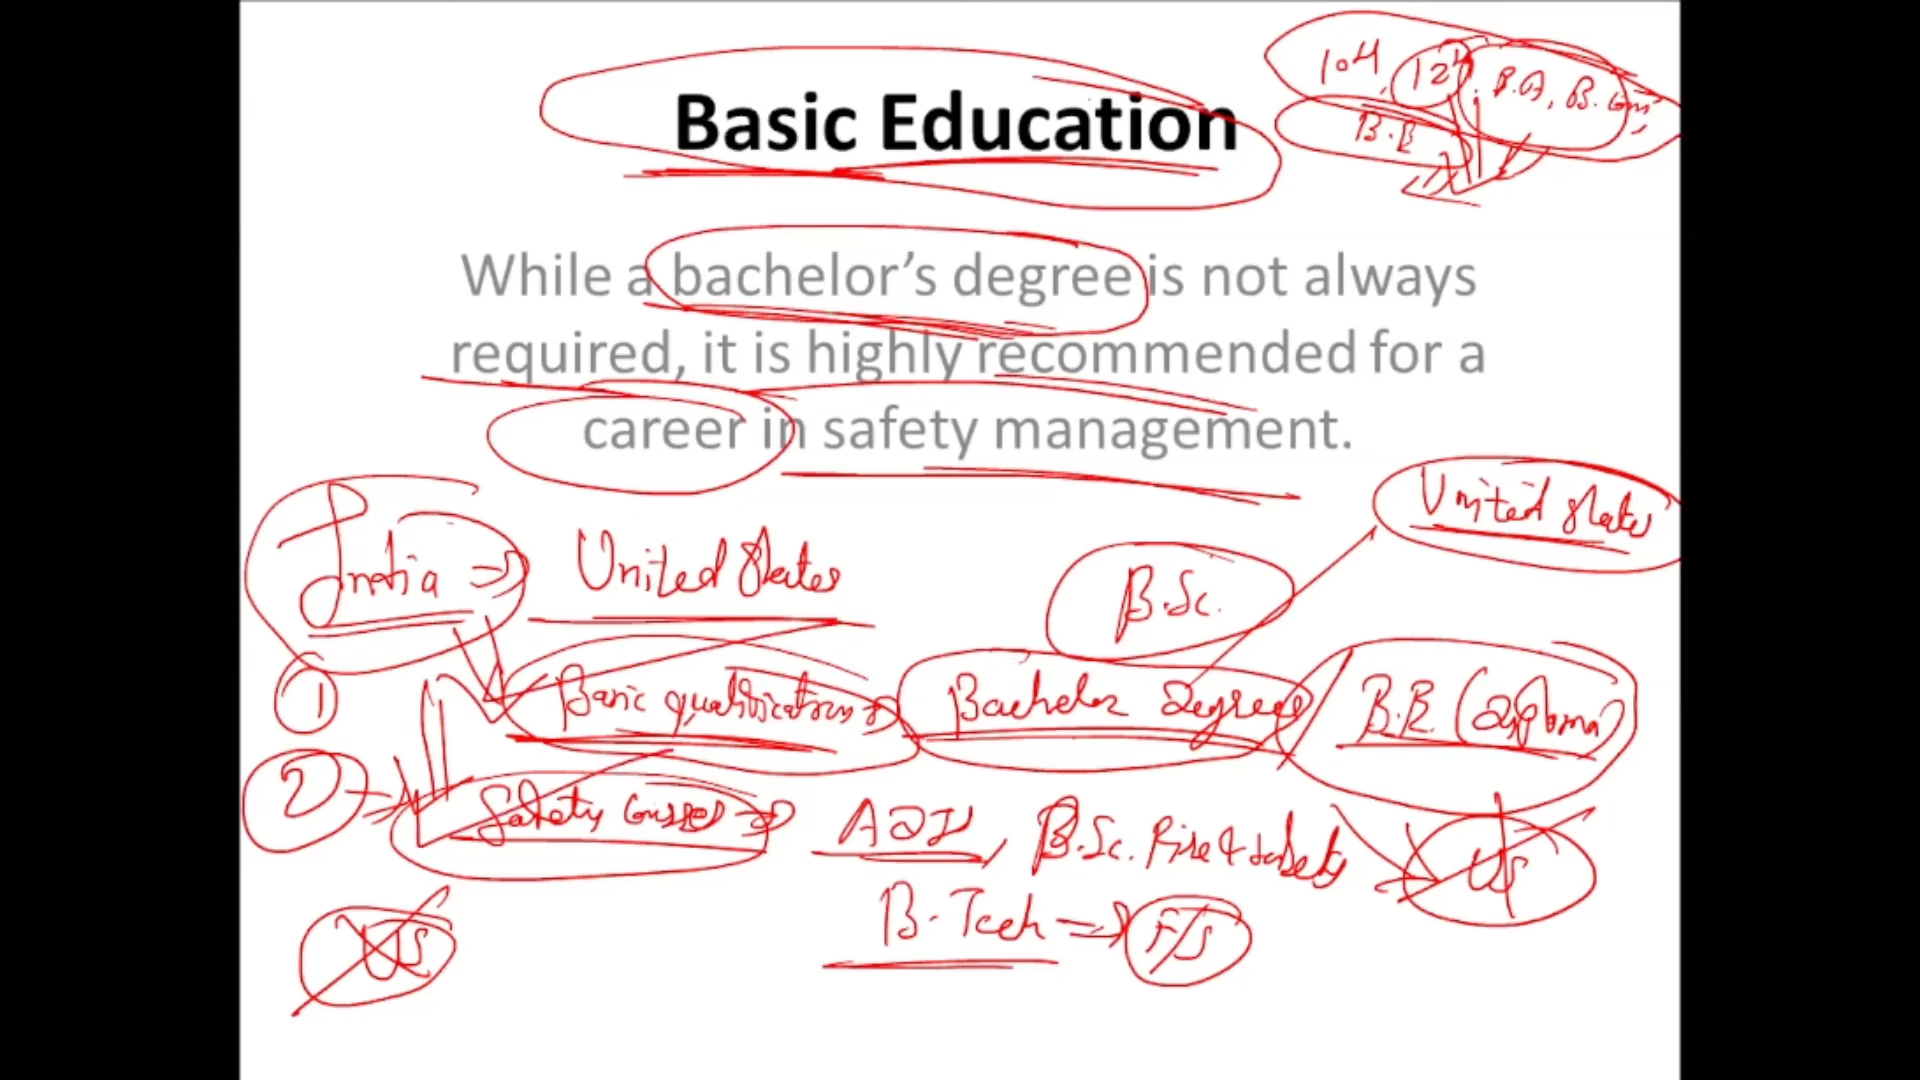 10th, 12th, B.A, B.Com
B.E
Basic Education
While a bachelor's degree is not always
required, it is highly recommended for a
career in safety management.
United States
India => United States
B.Sc.
1 Basic qualification => Bachelor Degree / B.E. (Diploma)
2 => Safety Courses => ADIS, B.Sc. Fire & Safety US
US B-Tech => F/S